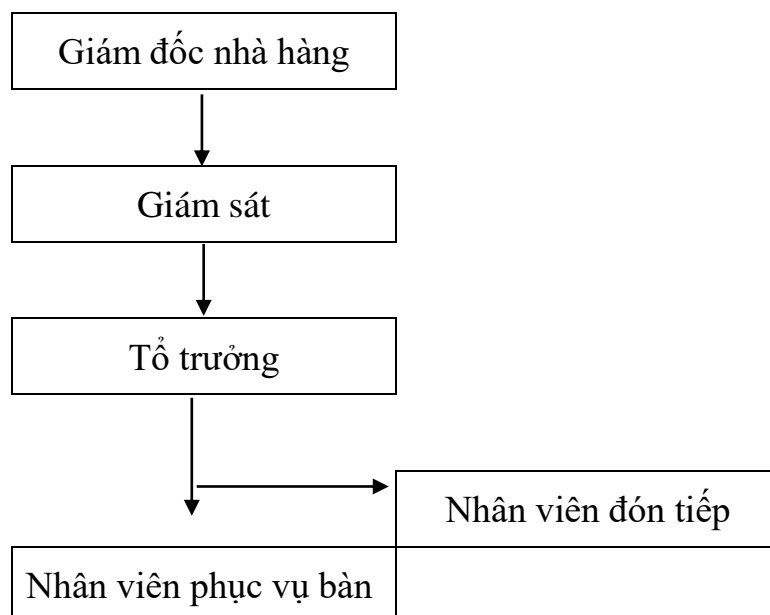 Giám đốc nhà hàng
Giám sát
Tổ trưởng
Nhân viên đón tiếp
Nhân viên phục vụ bàn